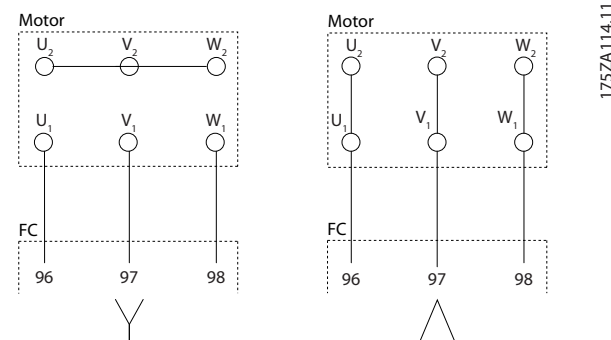 Motor
U₂ V₂ W₂
U₁ V₁ W₁
FC
96 97 98
Motor
U₂ V₂ W₂
U₁ V₁ W₁
FC
96 97 98
175ZA114.11